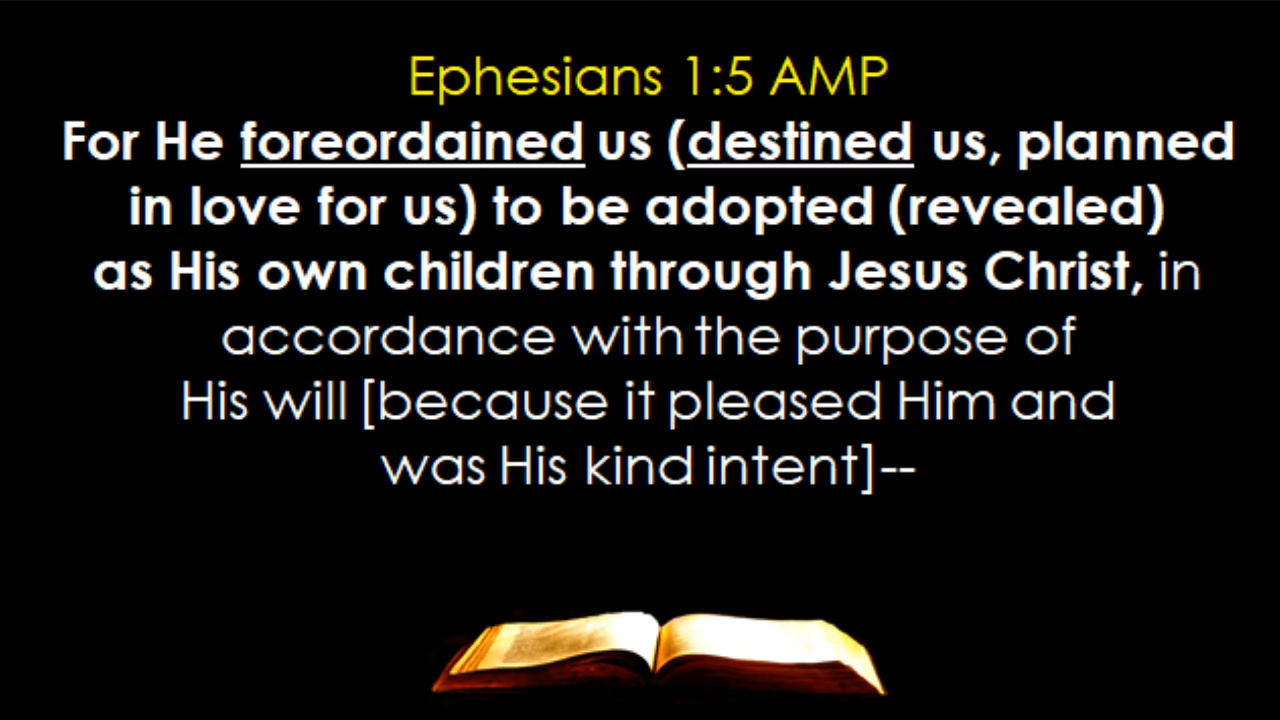 Ephesians 1:5 AMP
For He foreordained us (destined us, planned
in love for us) to be adopted (revealed)
as His own children through Jesus Christ, in
accordance with the purpose of
His will [because it pleased Him and
was His kind intent]--